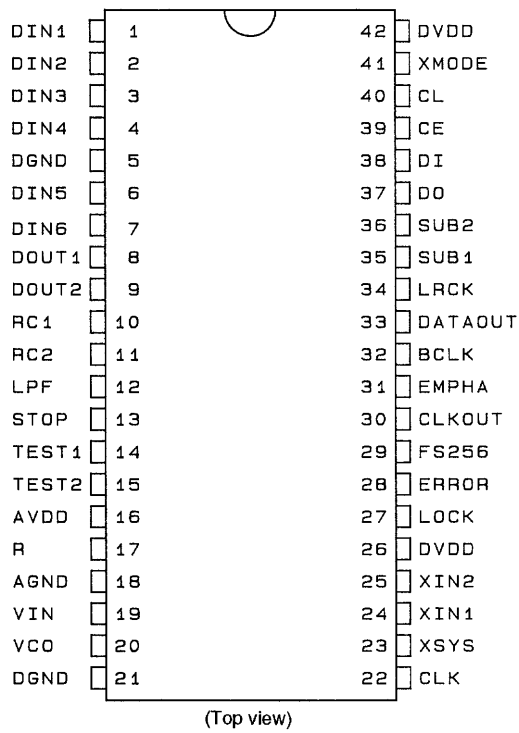 DIN1 1 42 DVDD
DIN2 2 41 XMODE
DIN3 3 40 CL
DIN4 4 39 CE
DGND 5 38 DI
DIN5 6 37 DO
DIN6 7 36 SUB2
DOUT1 8 35 SUB1
DOUT2 9 34 LRCK
RC1 10 33 DATAOUT
RC2 11 32 BCLK
LPF 12 31 EMPHA
STOP 13 30 CLKOUT
TEST1 14 29 FS256
TEST2 15 28 ERROR
AVDD 16 27 LOCK
R 17 26 DVDD
AGND 18 25 XIN2
VIN 19 24 XIN1
VCO 20 23 XSYS
DGND 21 22 CLK
(Top view)